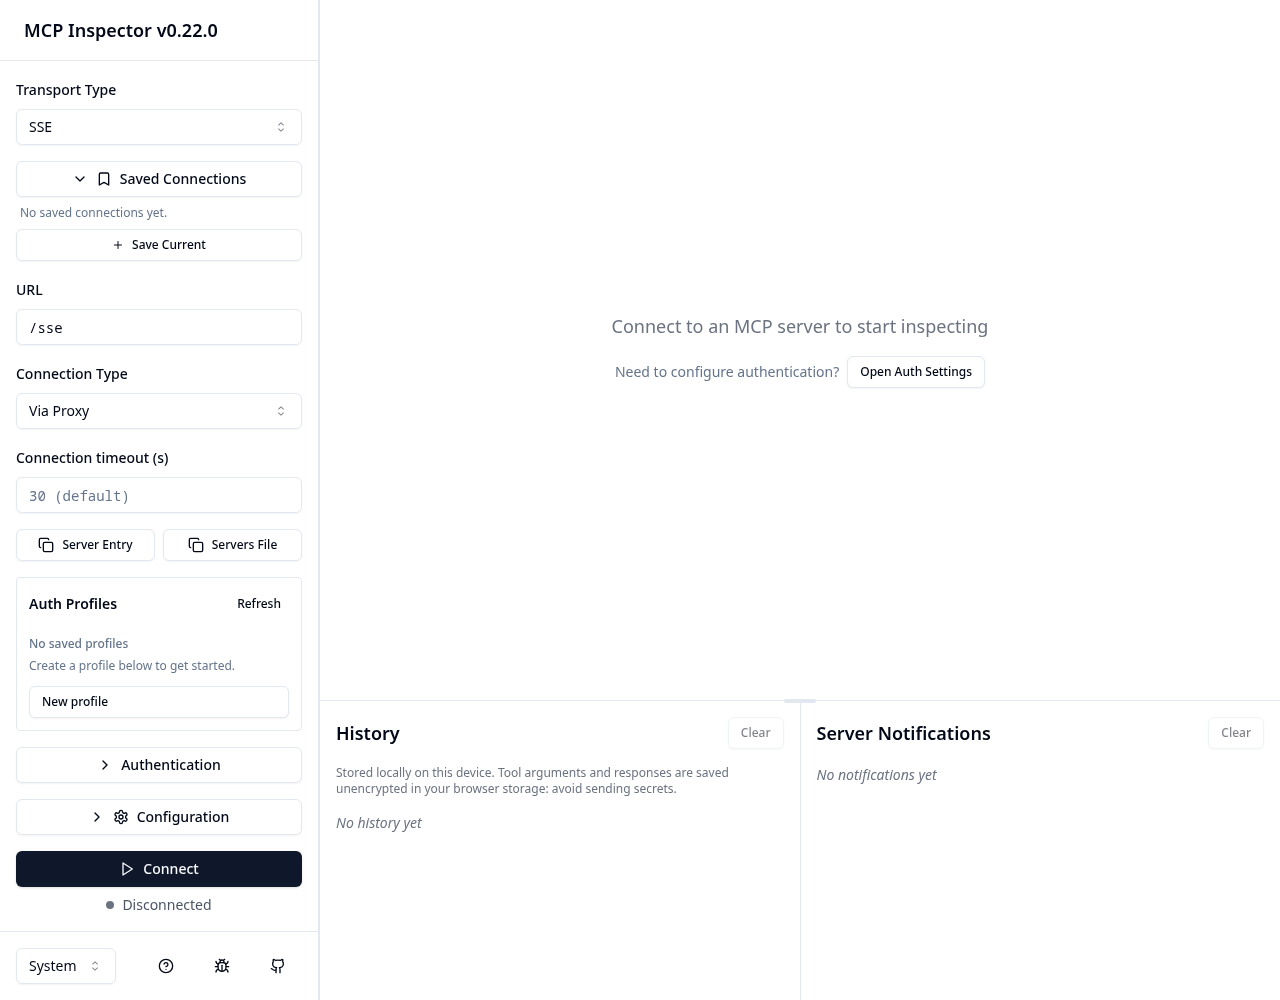 MCP Inspector v0.22.0
Transport Type
SSE
Saved Connections
No saved connections yet.
Save Current
URL
/sse
Connection Type
Via Proxy
Connection timeout (s)
30 (default)
Server Entry
Servers File
Auth Profiles
Refresh
No saved profiles
Create a profile below to get started.
New profile
Authentication
Configuration
Connect
Disconnected
System
Connect to an MCP server to start inspecting
Need to configure authentication?
Open Auth Settings
History
Clear
Stored locally on this device. Tool arguments and responses are saved
unencrypted in your browser storage: avoid sending secrets.
No history yet
Server Notifications
Clear
No notifications yet